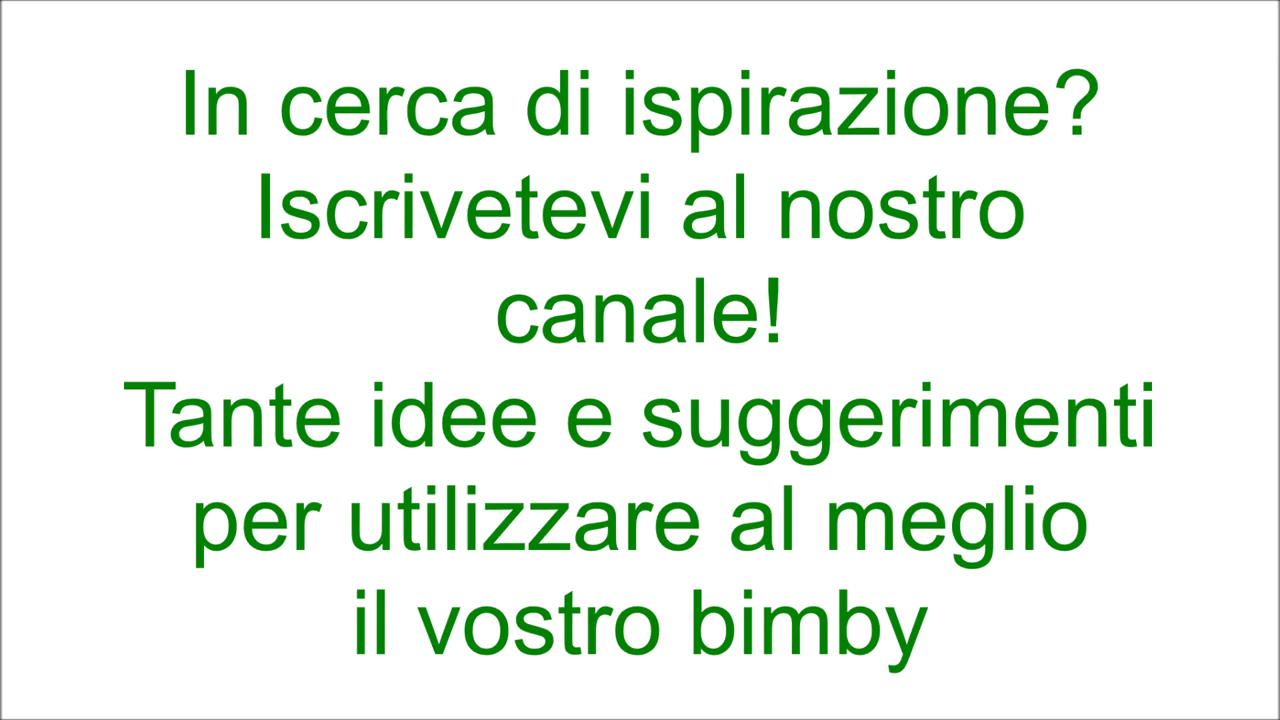 In cerca di ispirazione?
Iscrivetevi al nostro
canale!
Tante idee e suggerimenti
per utilizzare al meglio
il vostro bimby